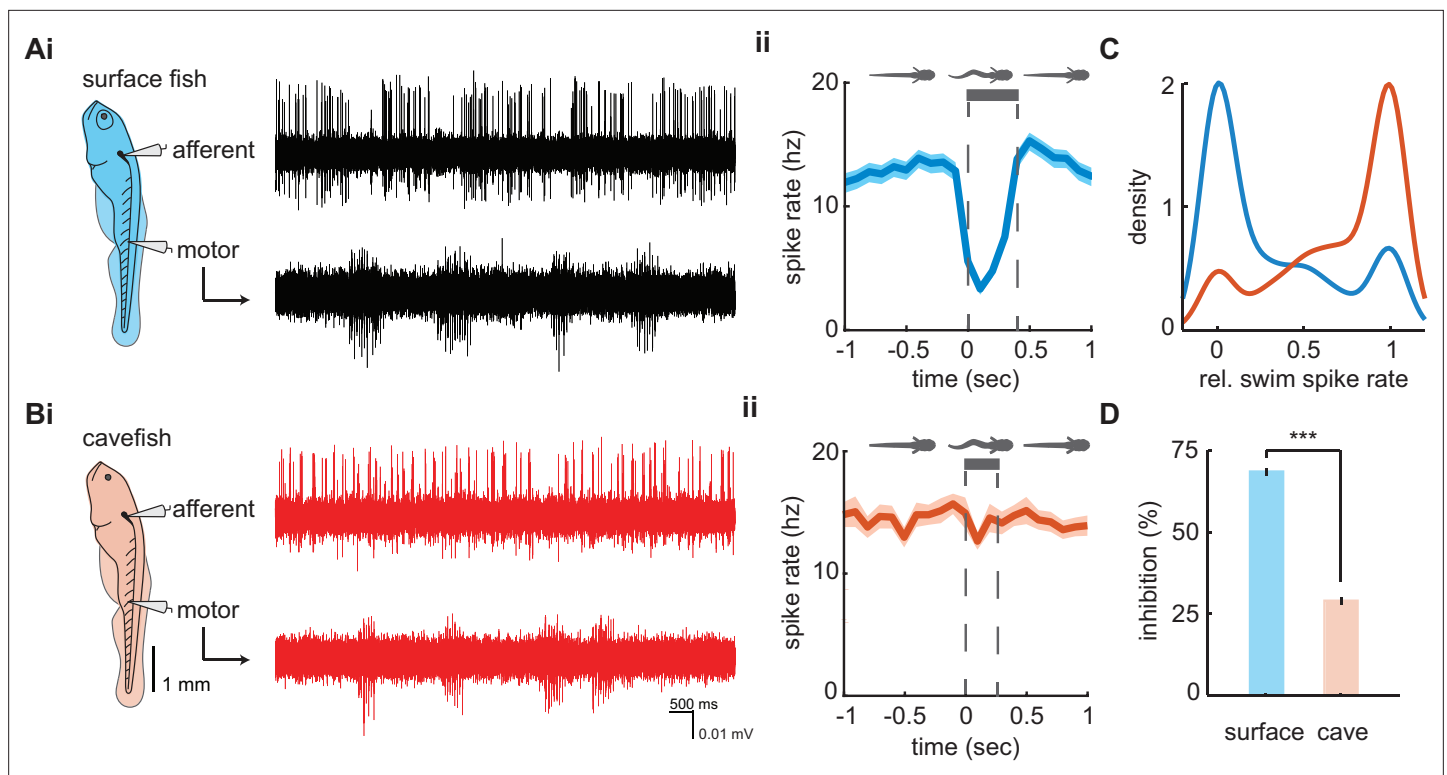 Ai
surface fish
afferent
motor
ii
20
10
0
spike rate (hz)
-1 -0.5 0 0.5 1
time (sec)
C
2
1
0
density
0 0.5 1
rel. swim spike rate
Bi
cavefish
afferent
motor
1 mm
500 ms
0.01 mV
ii
20
10
0
spike rate (hz)
-1 -0.5 0 0.5 1
time (sec)
D
***
75
50
25
0
inhibition (%)
surface cave